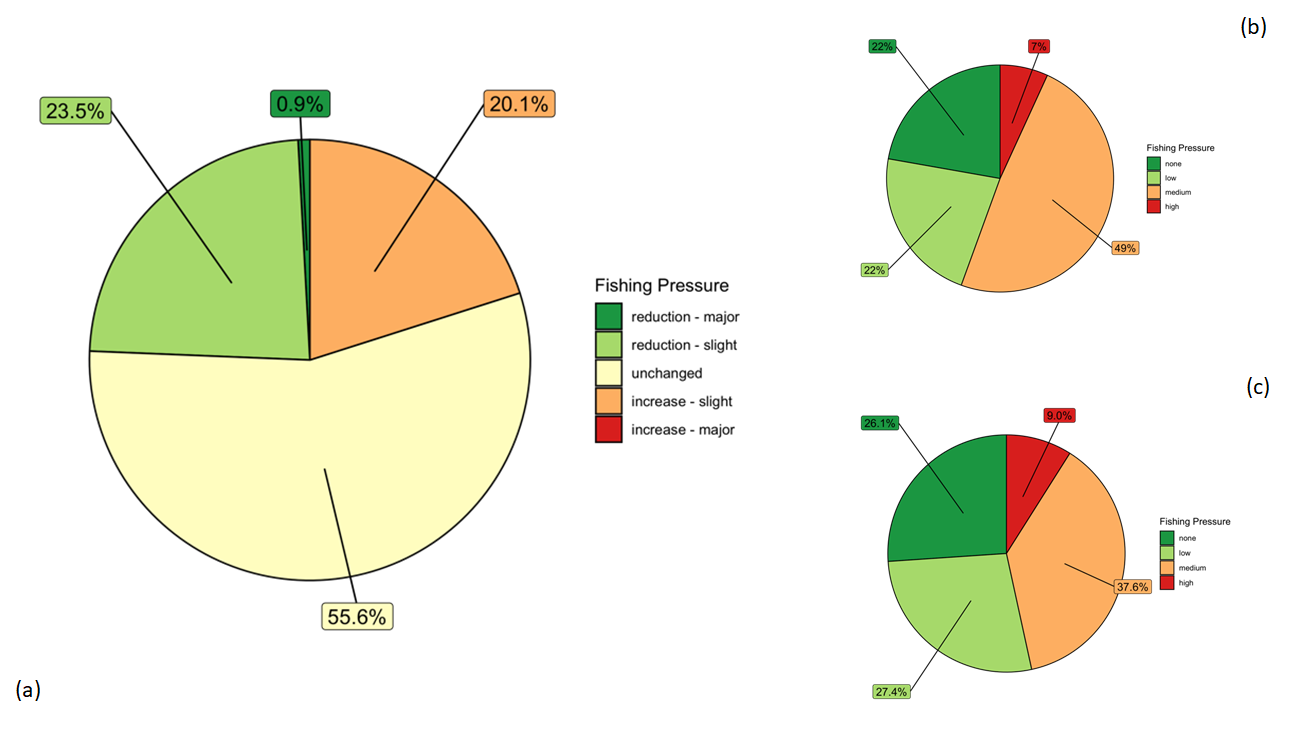 23.5%
0.9%
20.1%
55.6%
Fishing Pressure
reduction - major
reduction - slight
unchanged
increase - slight
increase - major
(a)
(b)
22%
7%
49%
22%
Fishing Pressure
none
low
medium
high
(c)
26.1%
9.0%
37.6%
27.4%
Fishing Pressure
none
low
medium
high